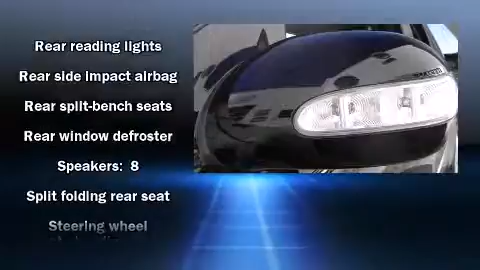 Rear reading lights
Rear side impact airbag
Rear split-bench seats
Rear window defroster
Speakers: 8
Split folding rear seat
Steering wheel